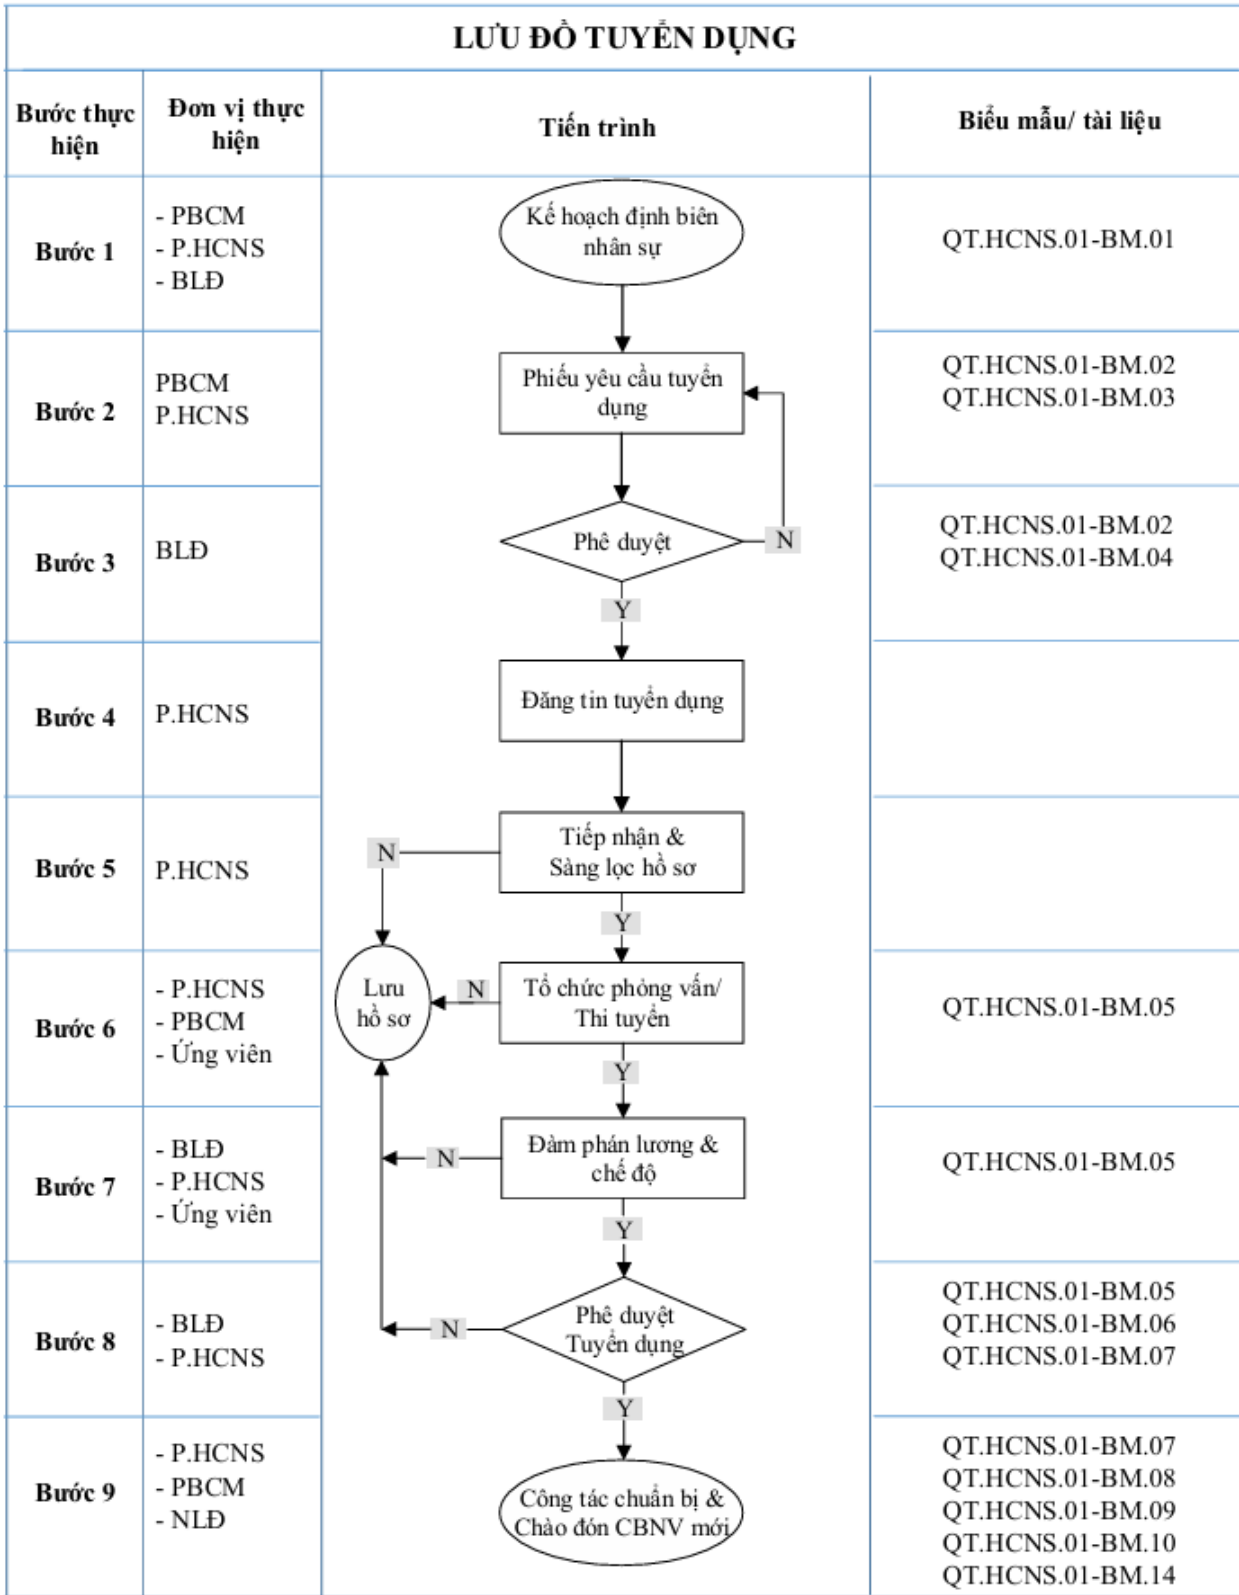 LƯU ĐỒ TUYỂN DỤNG
Bước thực
hiện
Đơn vị thực
hiện
Tiến trình
Biểu mẫu/ tài liệu
Bước 1
- PBCM
- P.HCNS
- BLĐ
Kế hoạch định biên
nhân sự
QT.HCNS.01-BM.01
Bước 2
PBCM
P.HCNS
Phiếu yêu cầu tuyển
dụng
QT.HCNS.01-BM.02
QT.HCNS.01-BM.03
Bước 3
BLĐ
Phê duyệt
N
Y
QT.HCNS.01-BM.02
QT.HCNS.01-BM.04
Bước 4
P.HCNS
Đăng tin tuyển dụng
Bước 5
P.HCNS
N
Tiếp nhận &
Sàng lọc hồ sơ
Y
Bước 6
- P.HCNS
- PBCM
- Ứng viên
Lưu
hồ sơ
N
Tổ chức phỏng vấn/
Thi tuyển
Y
QT.HCNS.01-BM.05
Bước 7
- BLĐ
- P.HCNS
- Ứng viên
N
Đàm phán lương &
chế độ
Y
QT.HCNS.01-BM.05
Bước 8
- BLĐ
- P.HCNS
N
Phê duyệt
Tuyển dụng
Y
QT.HCNS.01-BM.05
QT.HCNS.01-BM.06
QT.HCNS.01-BM.07
Bước 9
- P.HCNS
- PBCM
- NLĐ
Công tác chuẩn bị &
Chào đón CBNV mới
QT.HCNS.01-BM.07
QT.HCNS.01-BM.08
QT.HCNS.01-BM.09
QT.HCNS.01-BM.10
QT.HCNS.01-BM.14